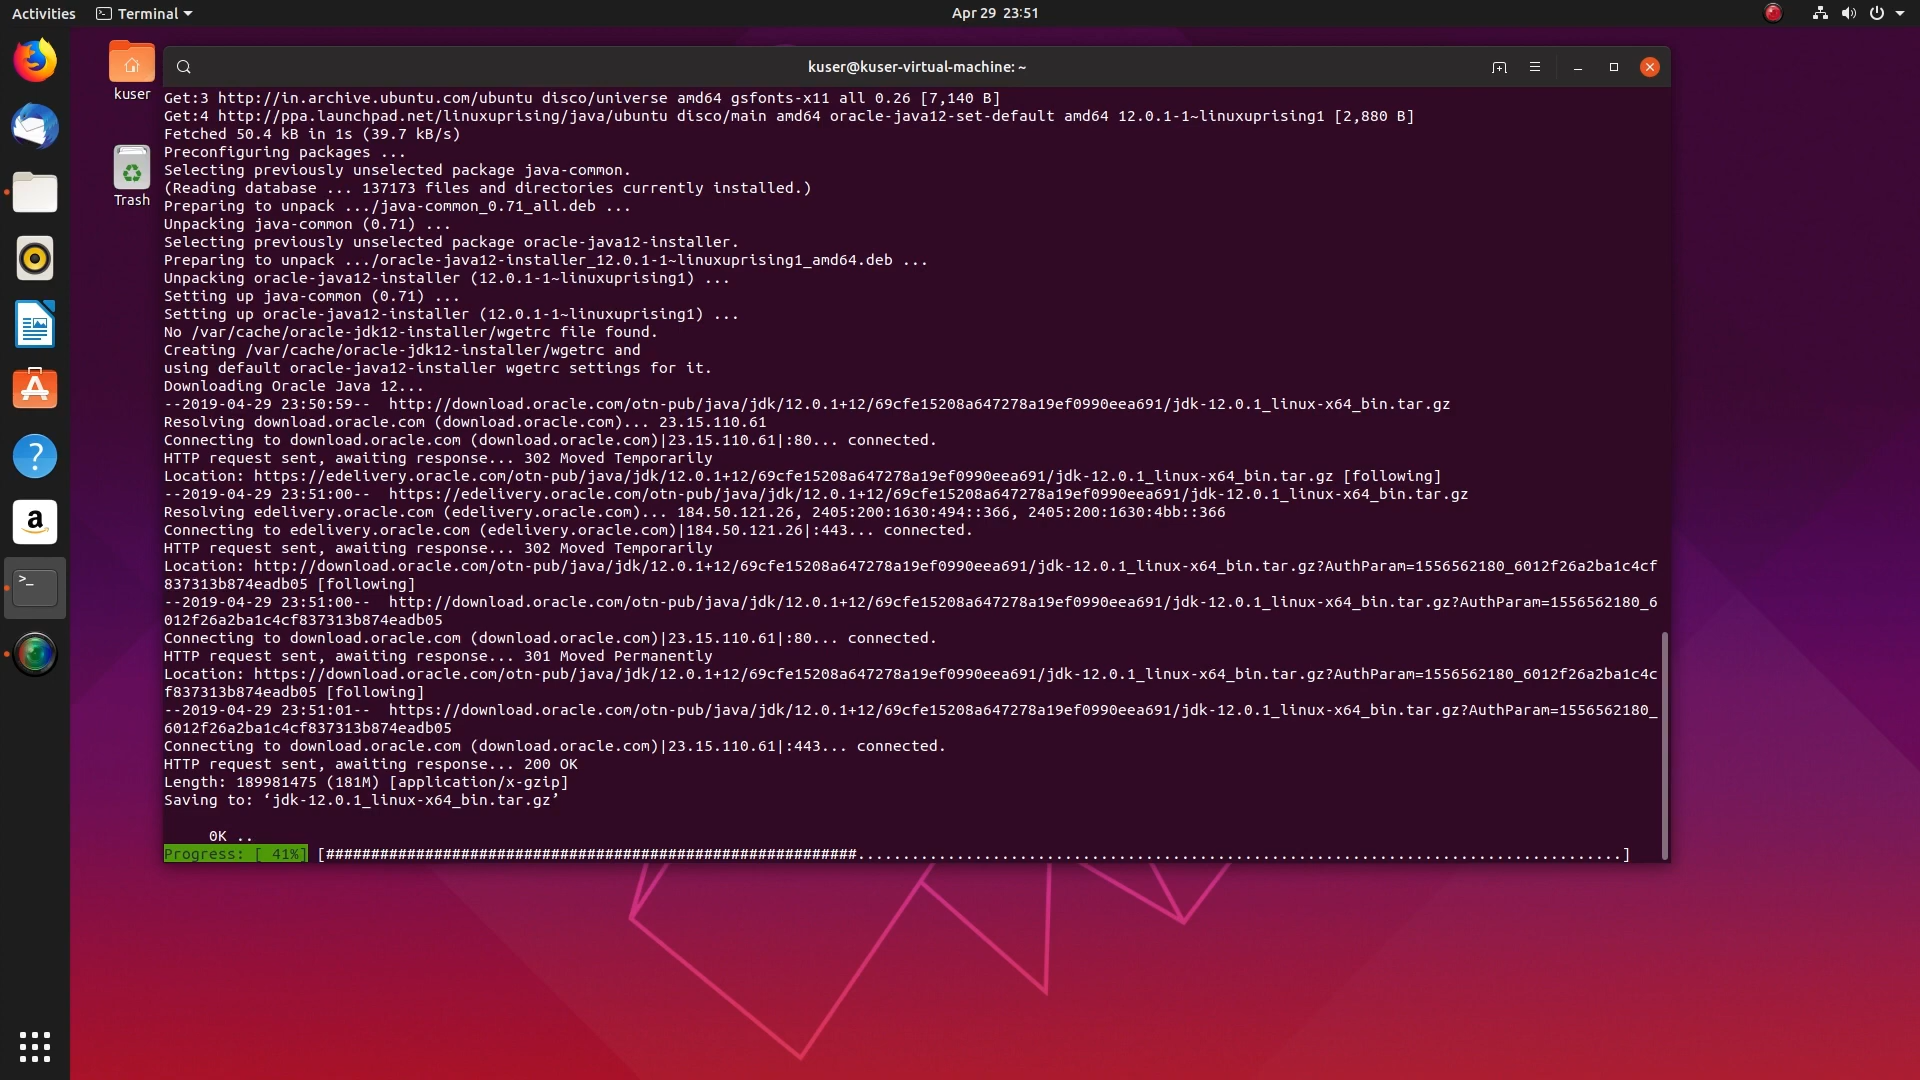 Activities
Terminal
Apr 29 23:51
kuser
Trash
kuser@kuser-virtual-machine: ~
Get:3 http://in.archive.ubuntu.com/ubuntu disco/universe amd64 gsfonts-x11 all 0.26 [7,140 B]
Get:4 http://ppa.launchpad.net/linuxuprising/java/ubuntu disco/main amd64 oracle-java12-set-default amd64 12.0.1-1~linuxuprising1 [2,880 B]
Fetched 50.4 kB in 1s (39.7 kB/s)
Preconfiguring packages ...
Selecting previously unselected package java-common.
(Reading database ... 137173 files and directories currently installed.)
Preparing to unpack .../java-common_0.71_all.deb ...
Unpacking java-common (0.71) ...
Selecting previously unselected package oracle-java12-installer.
Preparing to unpack .../oracle-java12-installer_12.0.1-1~linuxuprising1_amd64.deb ...
Unpacking oracle-java12-installer (12.0.1-1~linuxuprising1) ...
Setting up java-common (0.71) ...
Setting up oracle-java12-installer (12.0.1-1~linuxuprising1) ...
No /var/cache/oracle-jdk12-installer/wgetrc file found.
Creating /var/cache/oracle-jdk12-installer/wgetrc and
using default oracle-java12-installer wgetrc settings for it.
Downloading Oracle Java 12...
--2019-04-29 23:50:59--  http://download.oracle.com/otn-pub/java/jdk/12.0.1+12/69cfe15208a647278a19ef0990eea691/jdk-12.0.1_linux-x64_bin.tar.gz
Resolving download.oracle.com (download.oracle.com)... 23.15.110.61
Connecting to download.oracle.com (download.oracle.com)|23.15.110.61|:80... connected.
HTTP request sent, awaiting response... 302 Moved Temporarily
Location: https://edelivery.oracle.com/otn-pub/java/jdk/12.0.1+12/69cfe15208a647278a19ef0990eea691/jdk-12.0.1_linux-x64_bin.tar.gz [following]
--2019-04-29 23:51:00--  https://edelivery.oracle.com/otn-pub/java/jdk/12.0.1+12/69cfe15208a647278a19ef0990eea691/jdk-12.0.1_linux-x64_bin.tar.gz
Resolving edelivery.oracle.com (edelivery.oracle.com)... 184.50.121.26, 2405:200:1630:494::366, 2405:200:1630:4bb::366
Connecting to edelivery.oracle.com (edelivery.oracle.com)|184.50.121.26|:443... connected.
HTTP request sent, awaiting response... 302 Moved Temporarily
Location: http://download.oracle.com/otn-pub/java/jdk/12.0.1+12/69cfe15208a647278a19ef0990eea691/jdk-12.0.1_linux-x64_bin.tar.gz?AuthParam=1556562180_6012f26a2ba1c4cf
837313b874eadb05 [following]
--2019-04-29 23:51:00--  http://download.oracle.com/otn-pub/java/jdk/12.0.1+12/69cfe15208a647278a19ef0990eea691/jdk-12.0.1_linux-x64_bin.tar.gz?AuthParam=1556562180_6
012f26a2ba1c4cf837313b874eadb05
Connecting to download.oracle.com (download.oracle.com)|23.15.110.61|:80... connected.
HTTP request sent, awaiting response... 301 Moved Permanently
Location: https://download.oracle.com/otn-pub/java/jdk/12.0.1+12/69cfe15208a647278a19ef0990eea691/jdk-12.0.1_linux-x64_bin.tar.gz?AuthParam=1556562180_6012f26a2ba1c4c
f837313b874eadb05 [following]
--2019-04-29 23:51:01--  https://download.oracle.com/otn-pub/java/jdk/12.0.1+12/69cfe15208a647278a19ef0990eea691/jdk-12.0.1_linux-x64_bin.tar.gz?AuthParam=1556562180_
6012f26a2ba1c4cf837313b874eadb05
Connecting to download.oracle.com (download.oracle.com)|23.15.110.61|:443... connected.
HTTP request sent, awaiting response... 200 OK
Length: 189981475 (181M) [application/x-gzip]
Saving to: ‘jdk-12.0.1_linux-x64_bin.tar.gz’
0K ..
Progress: [ 41%] [###########################################################.....................................................................................]